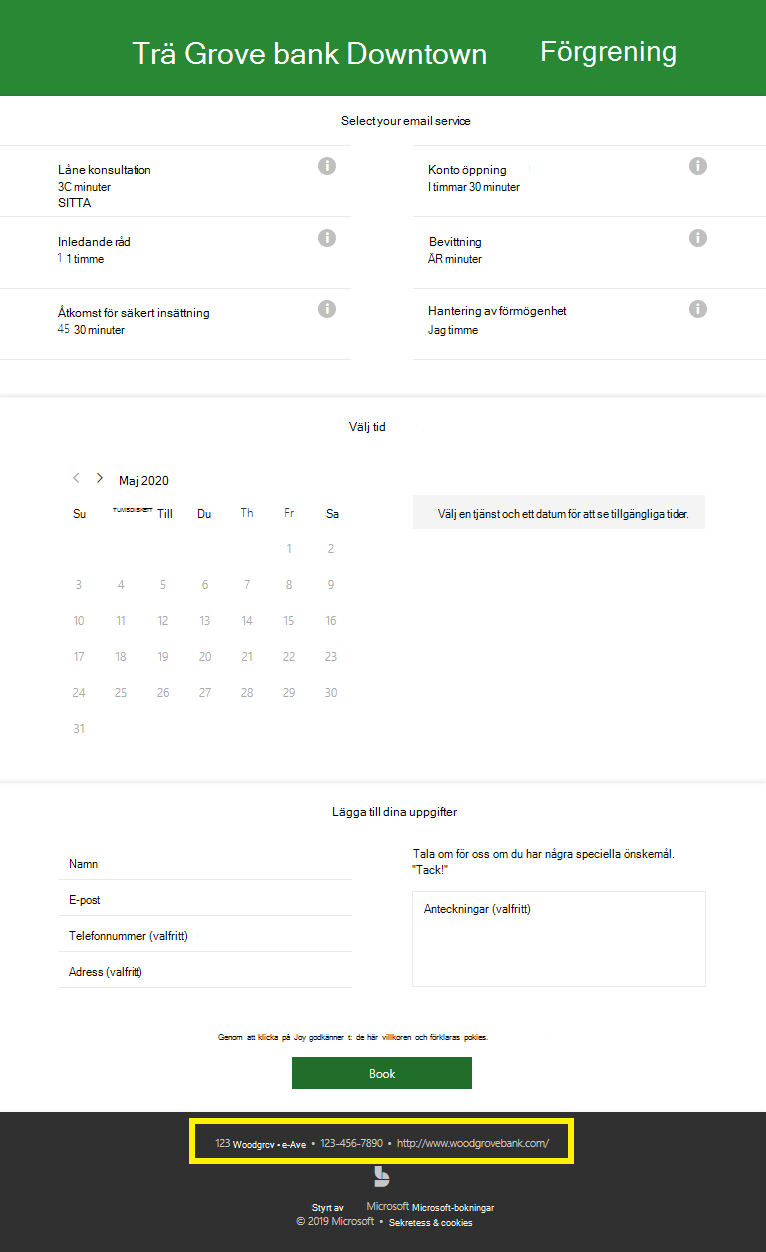 Trä Grove bank Downtown Förgrening
Select your email service
Låne konsultation
3C minuter
SITTA
Konto öppning
I timmar 30 minuter
Inledande råd
1 1 timme
Bevittning
ÄR minuter
Åtkomst för säkert insättning
45 30 minuter
Hantering av förmögenhet
Jag timme
Välj tid
Maj 2020
Su Till Du Th Fr Sa
1 2
3 4 5 6 7 8 9
10 11 12 13 14 15 16
17 18 19 20 21 22 23
24 25 26 27 28 29 30
31
Välj en tjänst och ett datum för att se tillgängliga tider.
Lägga till dina uppgifter
Namn
E-post
Telefonnummer (valfritt)
Adress (valfritt)
Tala om för oss om du har några speciella önskemål.
"Tack!"
Anteckningar (valfritt)
Genom att klicka på Joy godkänner t: de här villkoren och förklaras pokies.
Book
123 Woodgrcv • e-Ave • 123-456-7890 • http://www.woodgrovebank.com/
Styrt av Microsoft Microsoft-bokningar
© 2019 Microsoft • Sekretess & cookies